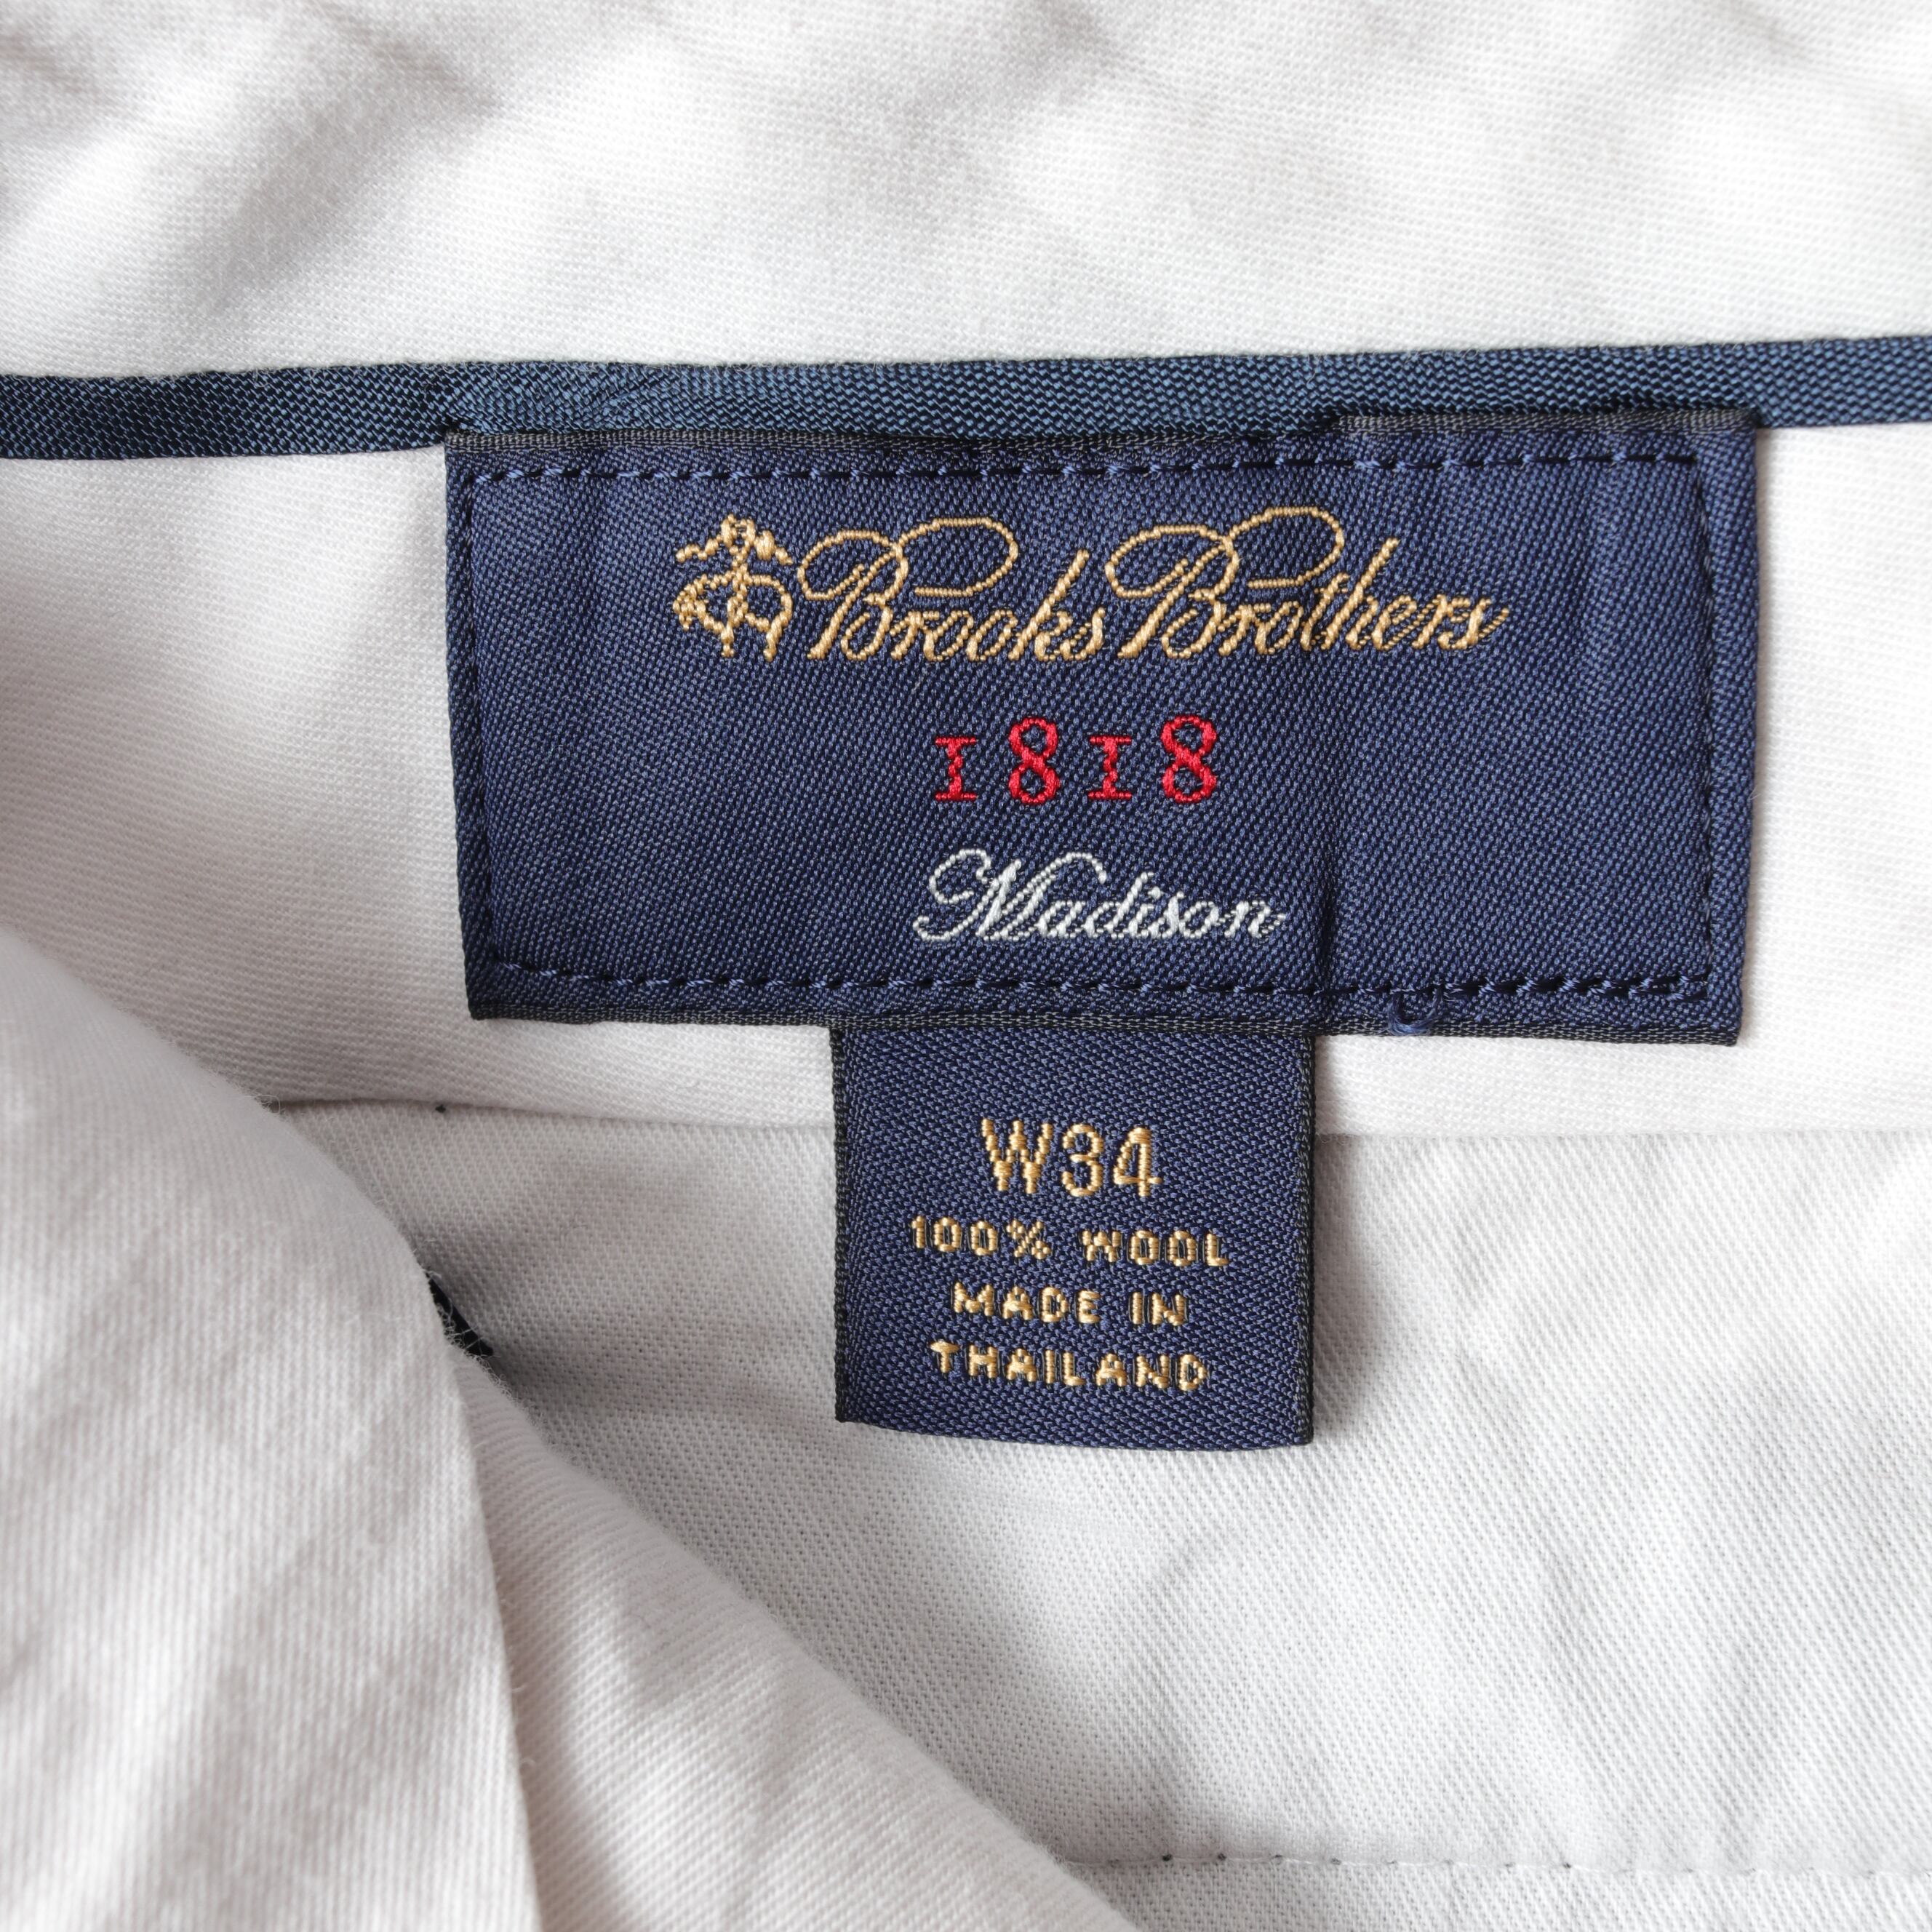 Brooks Brothers
1818
Madison
W34
100% WOOL
MADE IN
THAILAND